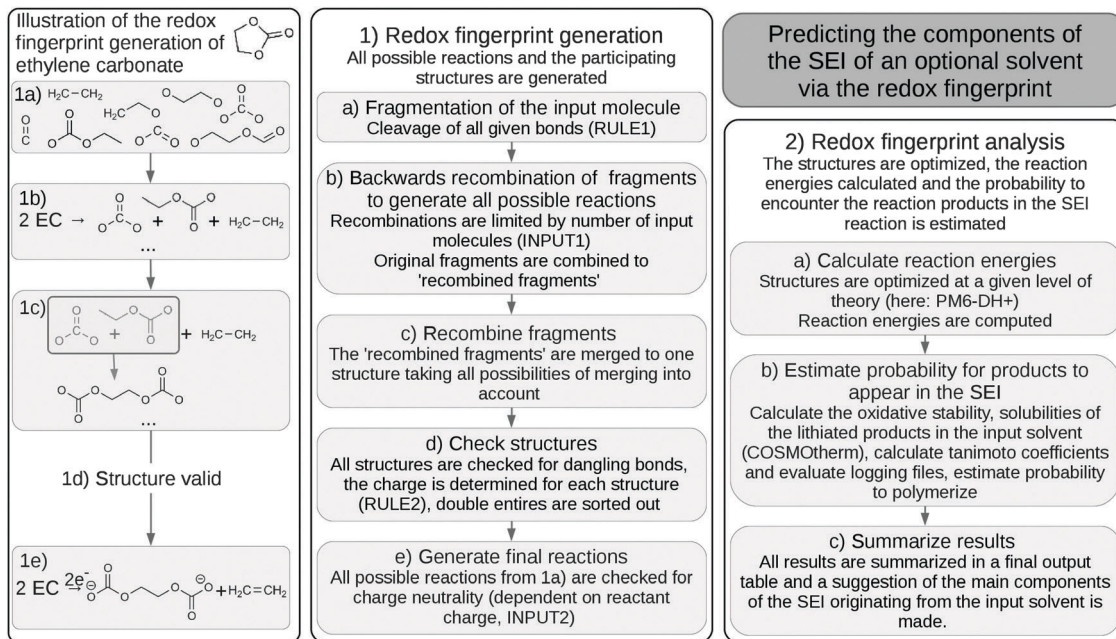 Illustration of the redox
fingerprint generation of
ethylene carbonate
O
O
O
1a)
H₂C–CH₂
O
O
O
H₂C
O
O
O
O
O
C
O
O
O
O
O
O
O
O
1b)
2 EC →
O
O
O
+
O
O
O
+
H₂C–CH₂
...
1c)
O
O
O
+
O
O
O
+ H₂C–CH₂
O
O
O
O
O
O
...
1d) Structure valid
1e)
2 EC
2e⁻
→
⊖
O
O
O
O
O
⊖
O
+H₂C=CH₂
1) Redox fingerprint generation
All possible reactions and the participating
structures are generated
a) Fragmentation of the input molecule
Cleavage of all given bonds (RULE1)
b) Backwards recombination of fragments
to generate all possible reactions
Recombinations are limited by number of input
molecules (INPUT1)
Original fragments are combined to
'recombined fragments'
c) Recombine fragments
The 'recombined fragments' are merged to one
structure taking all possibilities of merging into
account
d) Check structures
All structures are checked for dangling bonds,
the charge is determined for each structure
(RULE2), double entires are sorted out
e) Generate final reactions
All possible reactions from 1a) are checked for
charge neutrality (dependent on reactant
charge, INPUT2)
Predicting the components of
the SEI of an optional solvent
via the redox fingerprint
2) Redox fingerprint analysis
The structures are optimized, the reaction
energies calculated and the probability to
encounter the reaction products in the SEI
reaction is estimated
a) Calculate reaction energies
Structures are optimized at a given level of
theory (here: PM6-DH+)
Reaction energies are computed
b) Estimate probability for products to
appear in the SEI
Calculate the oxidative stability, solubilities of
the lithiated products in the input solvent
(COSMOtherm), calculate tanimoto coefficients
and evaluate logging files, estimate probability
to polymerize
c) Summarize results
All results are summarized in a final output
table and a suggestion of the main components
of the SEI originating from the input solvent is
made.